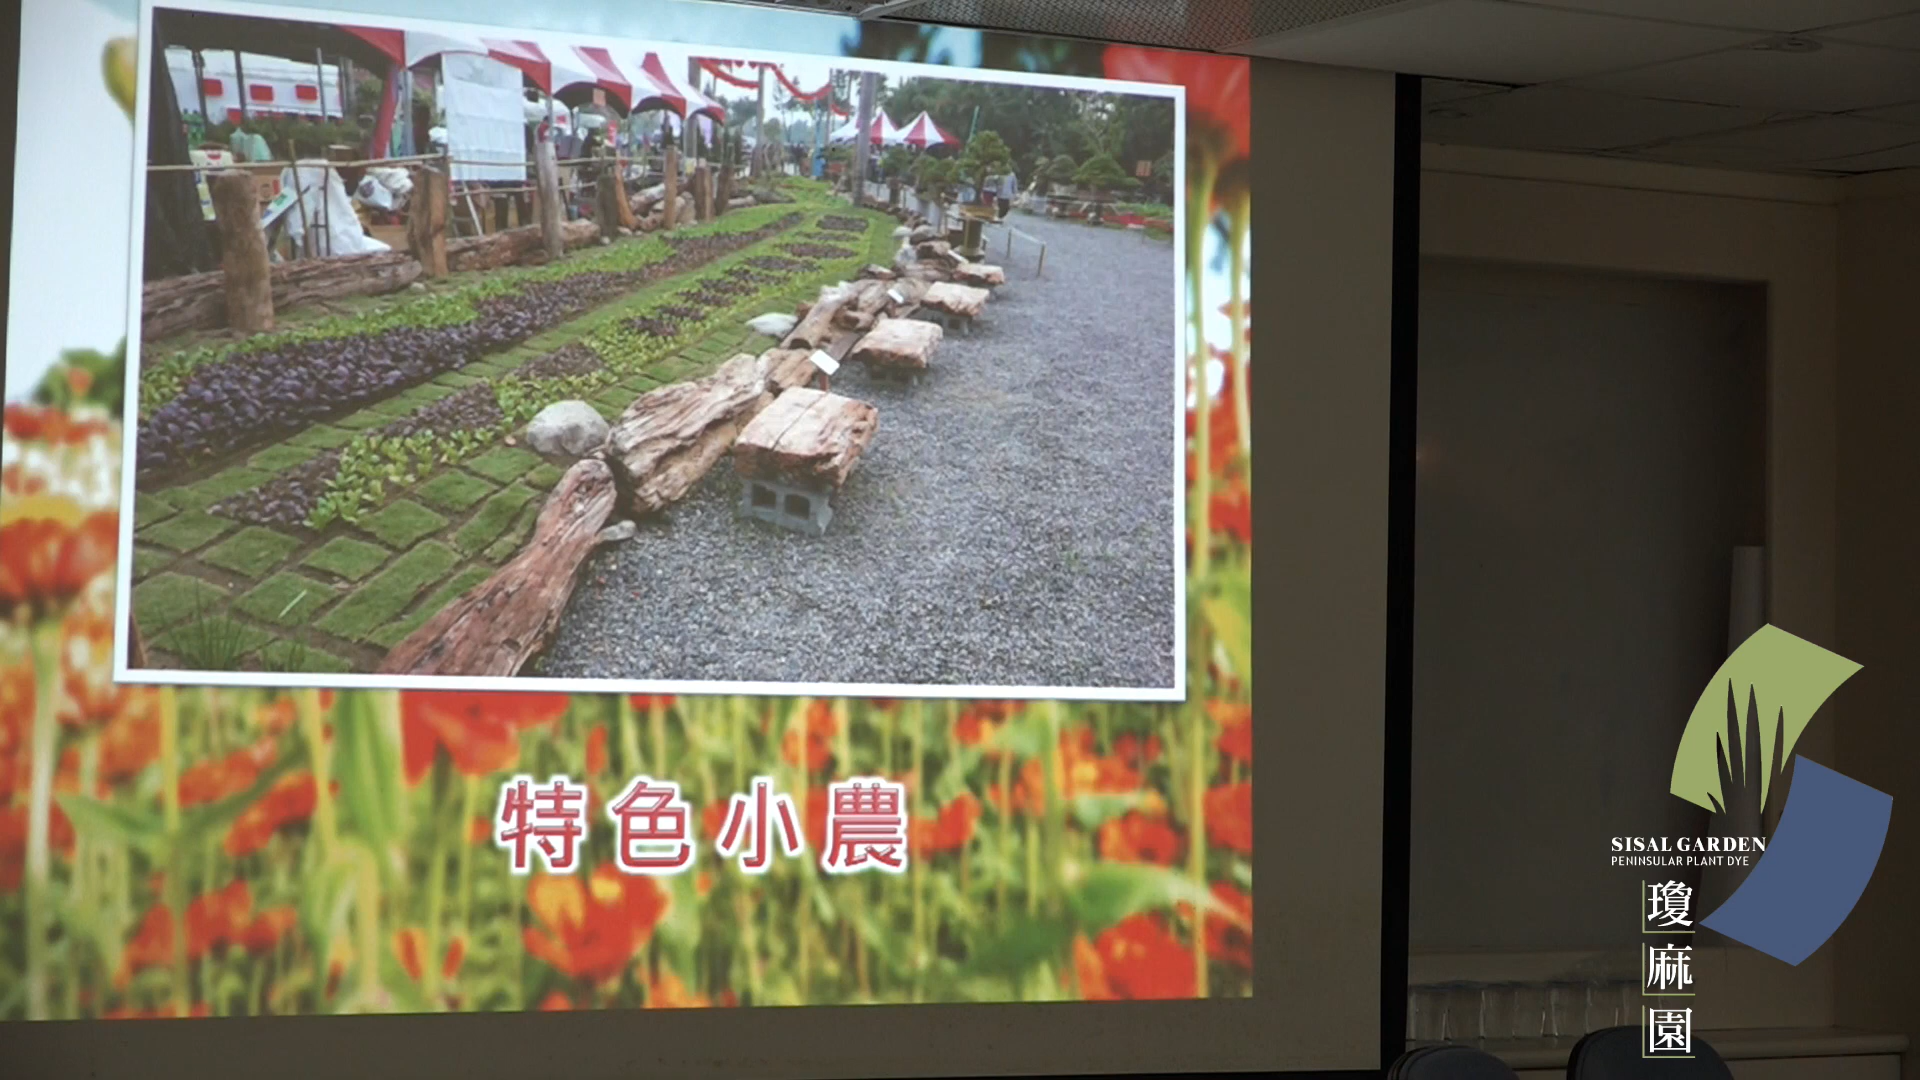 特色小農
SISAL GARDEN
PENINSULAR PLANT DYE
瓊
麻
園